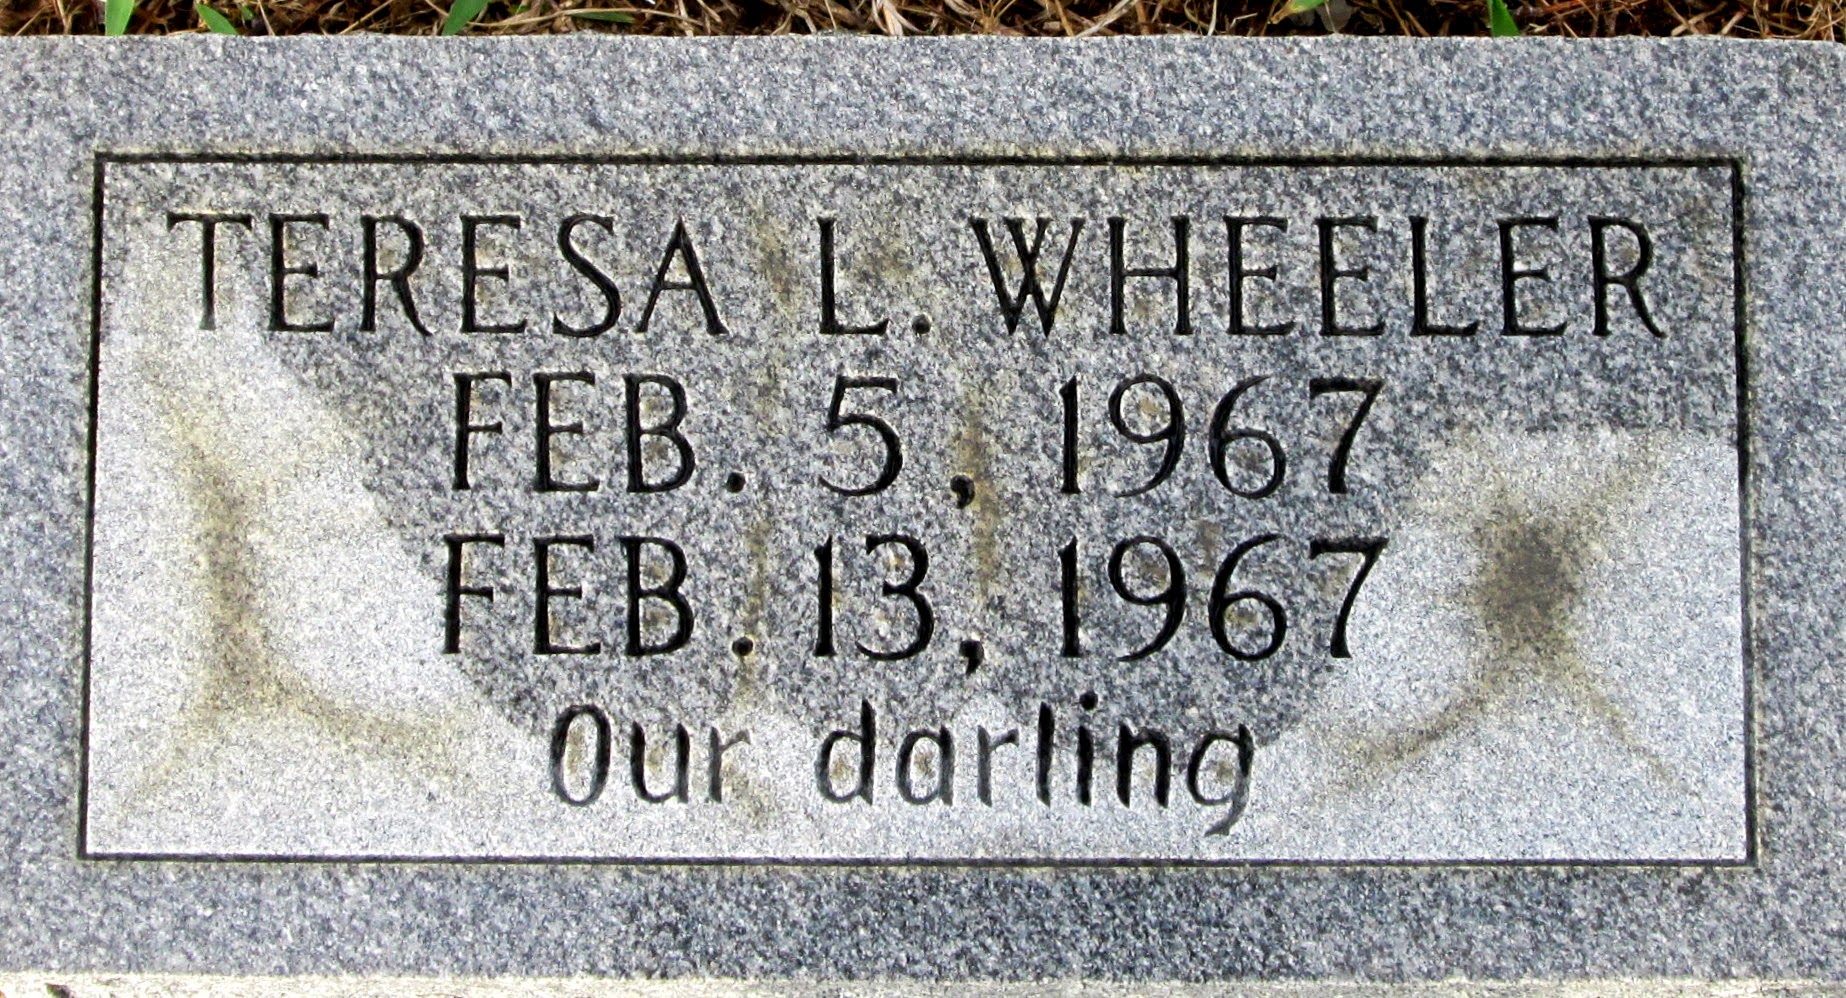 TERESA L. WHEELER
FEB. 5, 1967
FEB. 13, 1967
Our darling